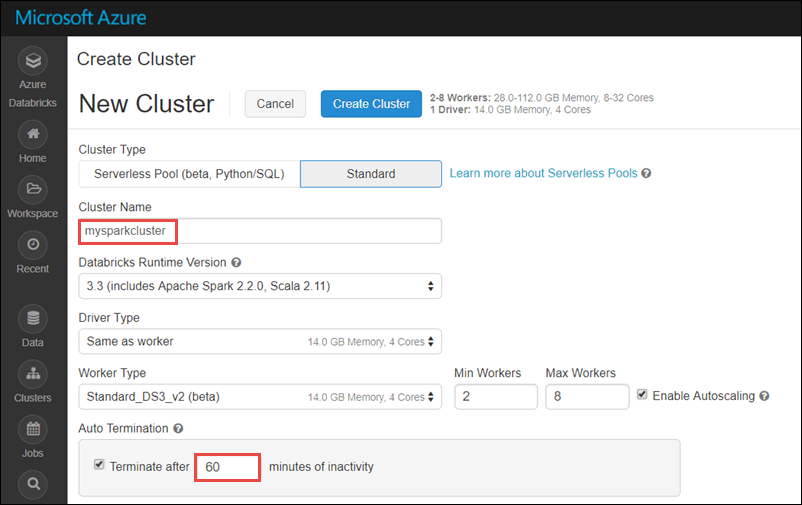 Microsoft Azure
Azure
Databricks
Home
Workspace
Recent
Data
Clusters
Jobs
Create Cluster
New Cluster
Cancel
Create Cluster
2-8 Workers: 28.0-112.0 GB Memory, 8-32 Cores
1 Driver: 14.0 GB Memory, 4 Cores
Cluster Type
Serverless Pool (beta, Python/SQL)
Standard
Learn more about Serverless Pools ?
Cluster Name
mysparkcluster
Databricks Runtime Version ?
3.3 (includes Apache Spark 2.2.0, Scala 2.11)
Driver Type
Same as worker 14.0 GB Memory, 4 Cores
Worker Type Min Workers Max Workers
Standard_DS3_v2 (beta) 14.0 GB Memory, 4 Cores 2 8 Enable Autoscaling ?
Auto Termination ?
Terminate after 60 minutes of inactivity